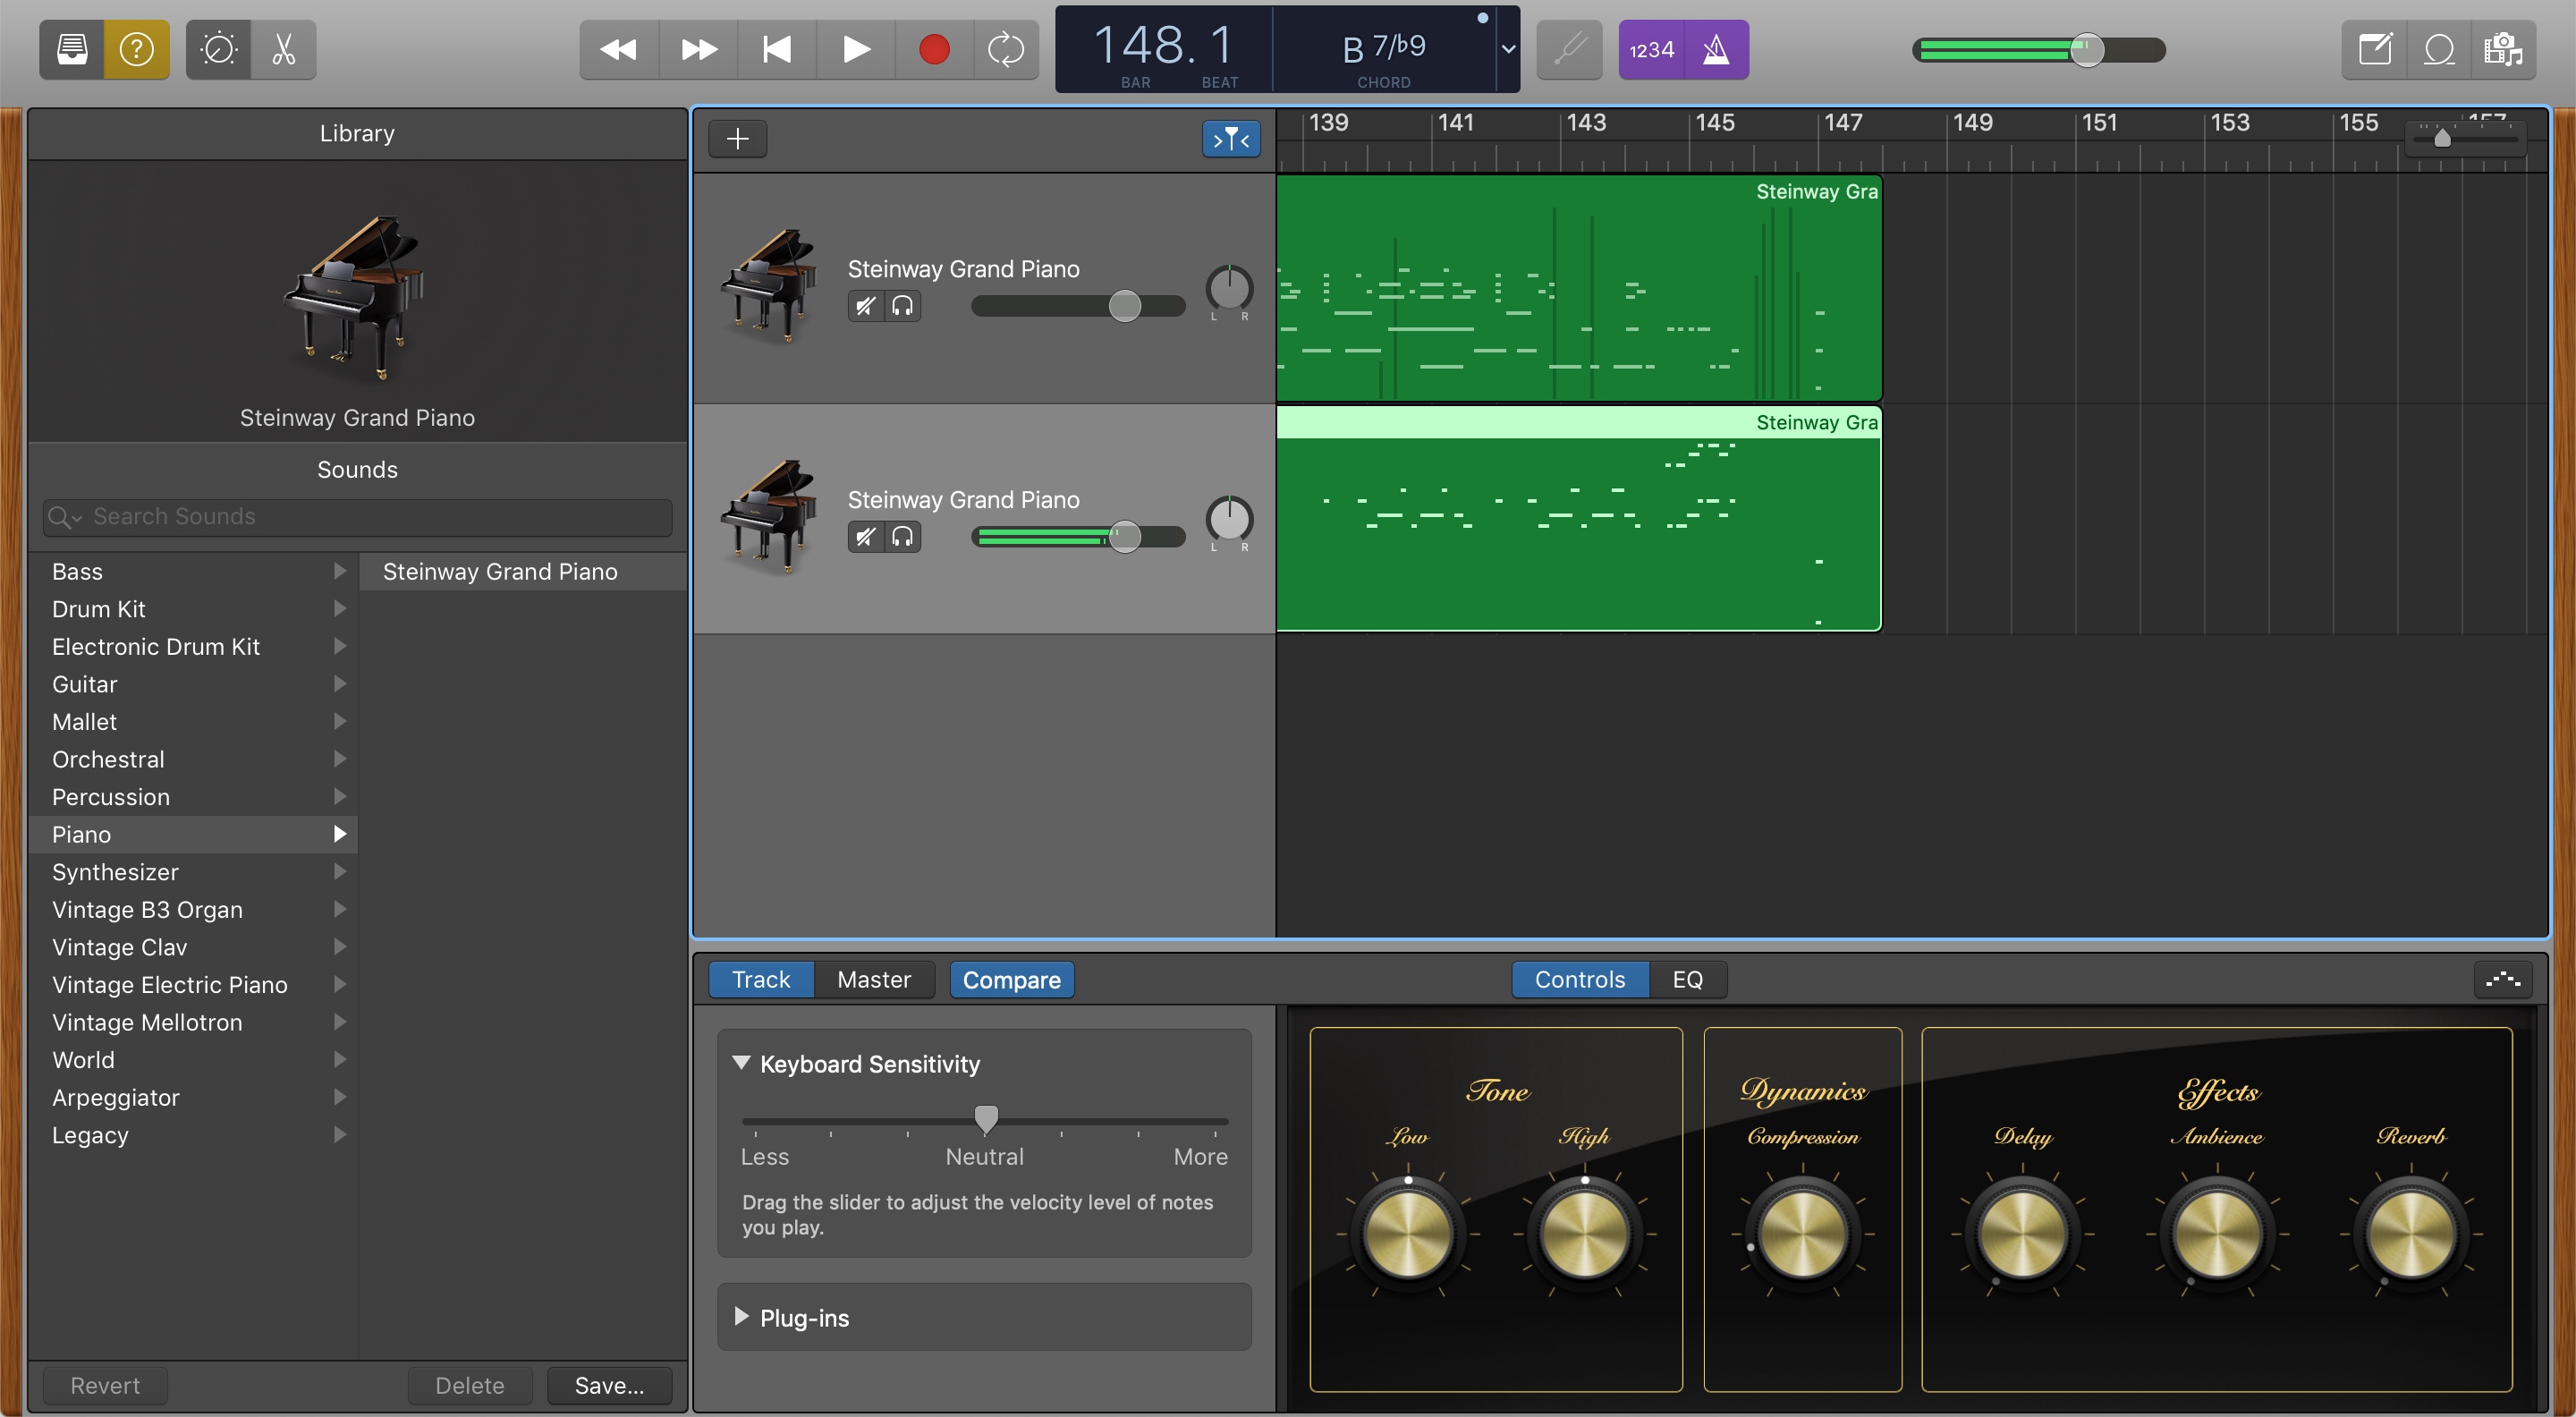 148. 1
B 7/♭9
BAR
BEAT
CHORD
1234
Library
Steinway Grand Piano
Sounds
Search Sounds
Bass
Drum Kit
Electronic Drum Kit
Guitar
Mallet
Orchestral
Percussion
Piano
Synthesizer
Vintage B3 Organ
Vintage Clav
Vintage Electric Piano
Vintage Mellotron
World
Arpeggiator
Legacy
Steinway Grand Piano
Revert
Delete
Save...
139 141 143 145 147 149 151 153 155 157
Steinway Grand Piano
L R
Steinway Gra
Steinway Grand Piano
L R
Steinway Gra
Track
Master
Compare
Controls
EQ
Keyboard Sensitivity
Less Neutral More
Drag the slider to adjust the velocity level of notes
you play.
Plug-ins
Tone
Low High
Dynamics
Compression
Effects
Delay Ambience Reverb